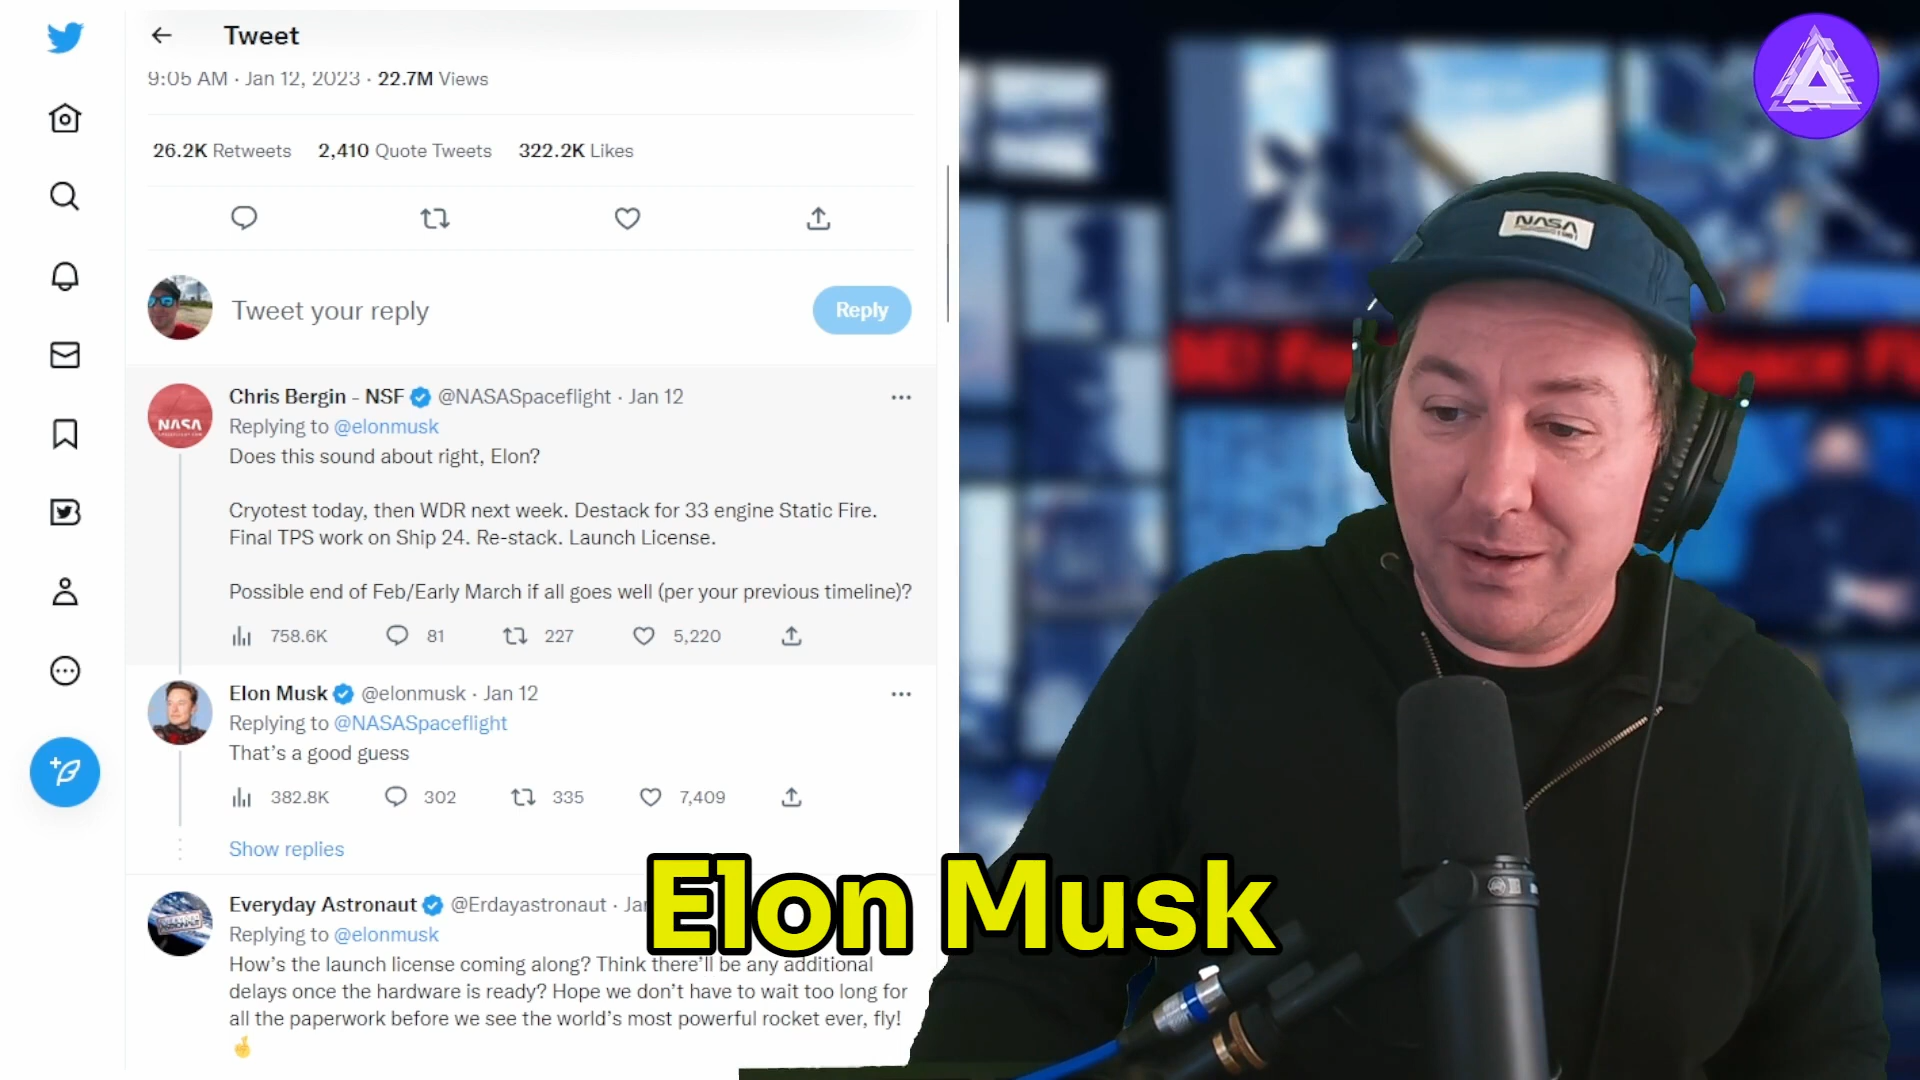 Tweet
9:05 AM · Jan 12, 2023 · 22.7M Views
26.2K Retweets 2,410 Quote Tweets 322.2K Likes
Tweet your reply
Reply
Chris Bergin - NSF @NASASpaceflight · Jan 12
Replying to @elonmusk
Does this sound about right, Elon?
Cryotest today, then WDR next week. Destack for 33 engine Static Fire.
Final TPS work on Ship 24. Re-stack. Launch License.
Possible end of Feb/Early March if all goes well (per your previous timeline)?
758.6K 81 227 5,220
Elon Musk @elonmusk · Jan 12
Replying to @NASASpaceflight
That's a good guess
382.8K 302 335 7,409
Show replies
Everyday Astronaut @Erdayastronaut ·
Replying to @elonmusk
How's the launch license coming along? Think there'll be any additional
delays once the hardware is ready? Hope we don't have to wait too long for
all the paperwork before we see the world's most powerful rocket ever, fly!
Elon Musk
NASA
NASA